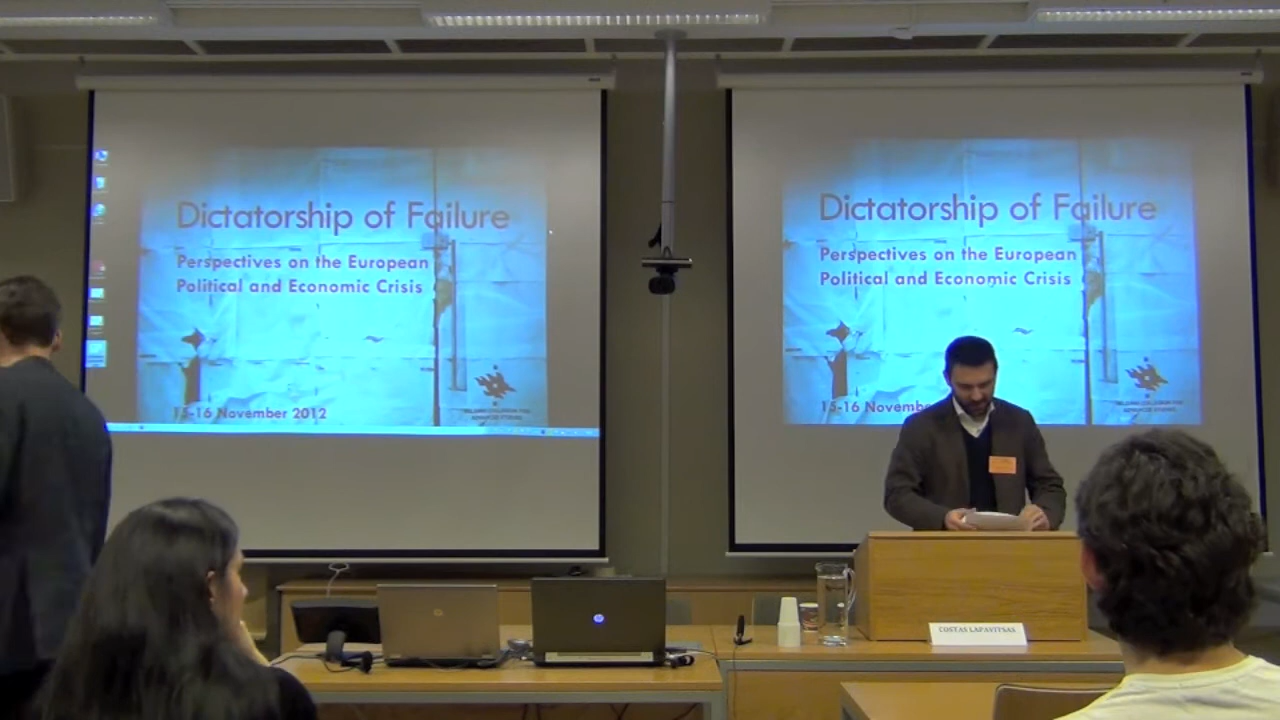 Dictatorship of Failure
Perspectives on the European
Political and Economic Crisis
15-16 November 2012
Dictatorship of Failure
Perspectives on the European
Political and Economic Crisis
15-16 Novembe
COSTAS LAPAVITSAS